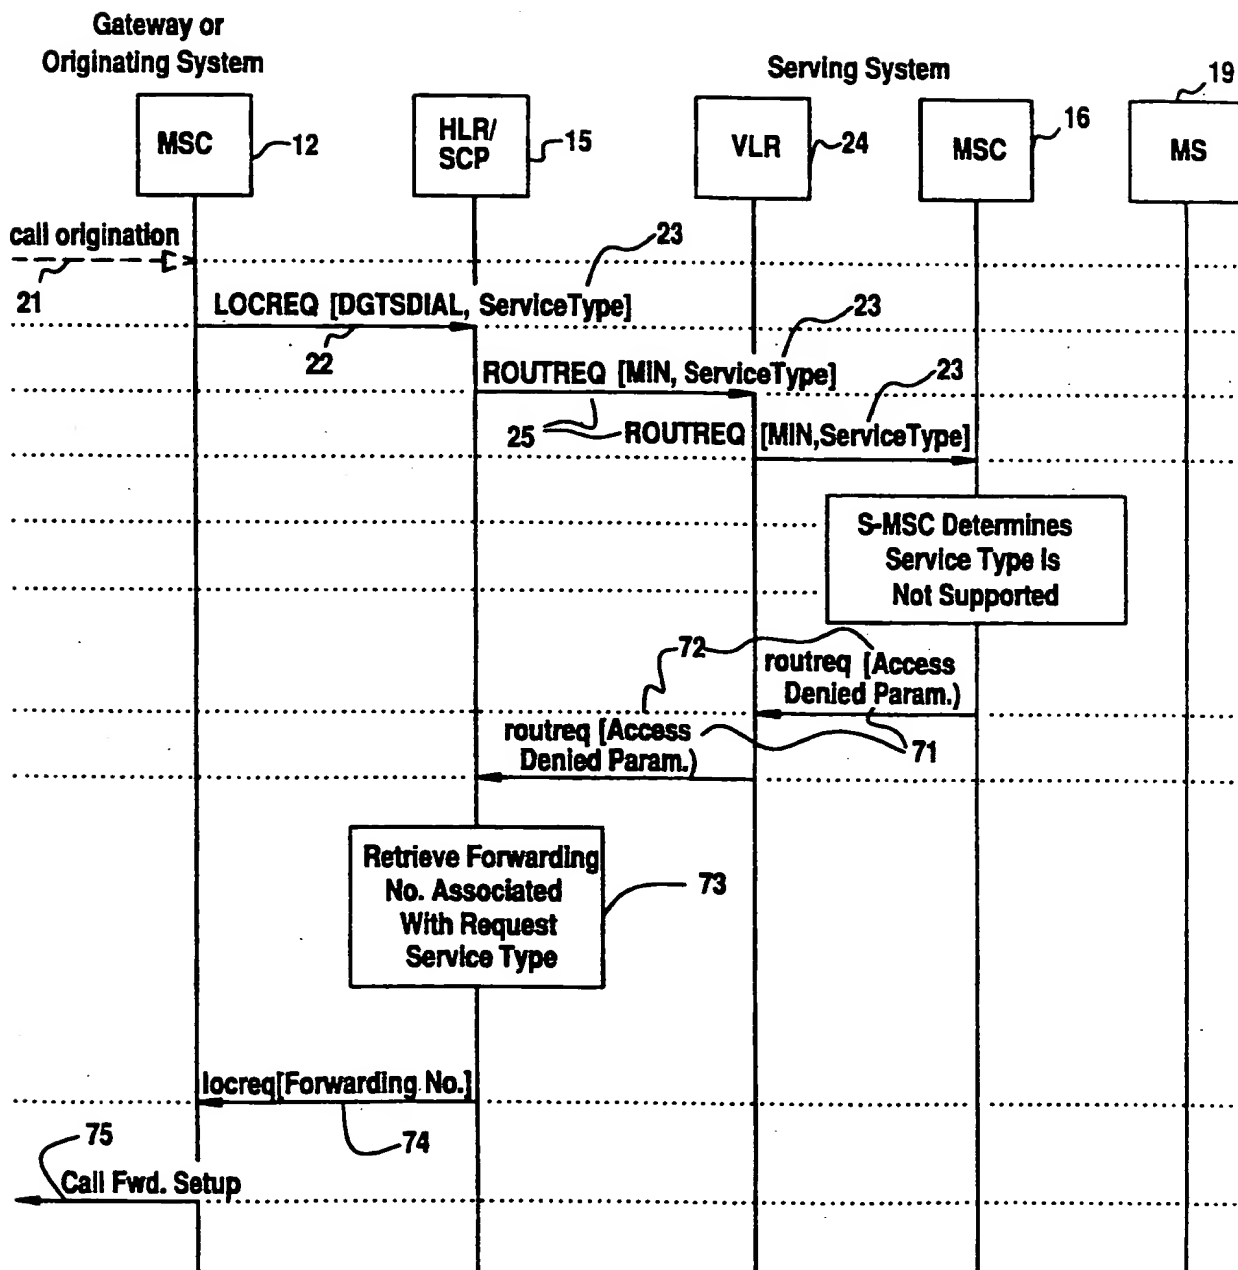 Gateway or
Originating System
Serving System
MSC
12
HLR/
SCP
15
VLR
24
MSC
16
MS
19
call origination
21
LOCREQ [DGTSDIAL, ServiceType]
23
22
ROUTREQ [MIN, ServiceType]
23
25
ROUTREQ [MIN,ServiceType]
23
S-MSC Determines
Service Type is
Not Supported
72
routreq [Access
Denied Param.)
routreq [Access
Denied Param.)
71
Retrieve Forwarding
No. Associated
With Request
Service Type
73
locreq[Forwarding No.]
74
75
Call Fwd. Setup